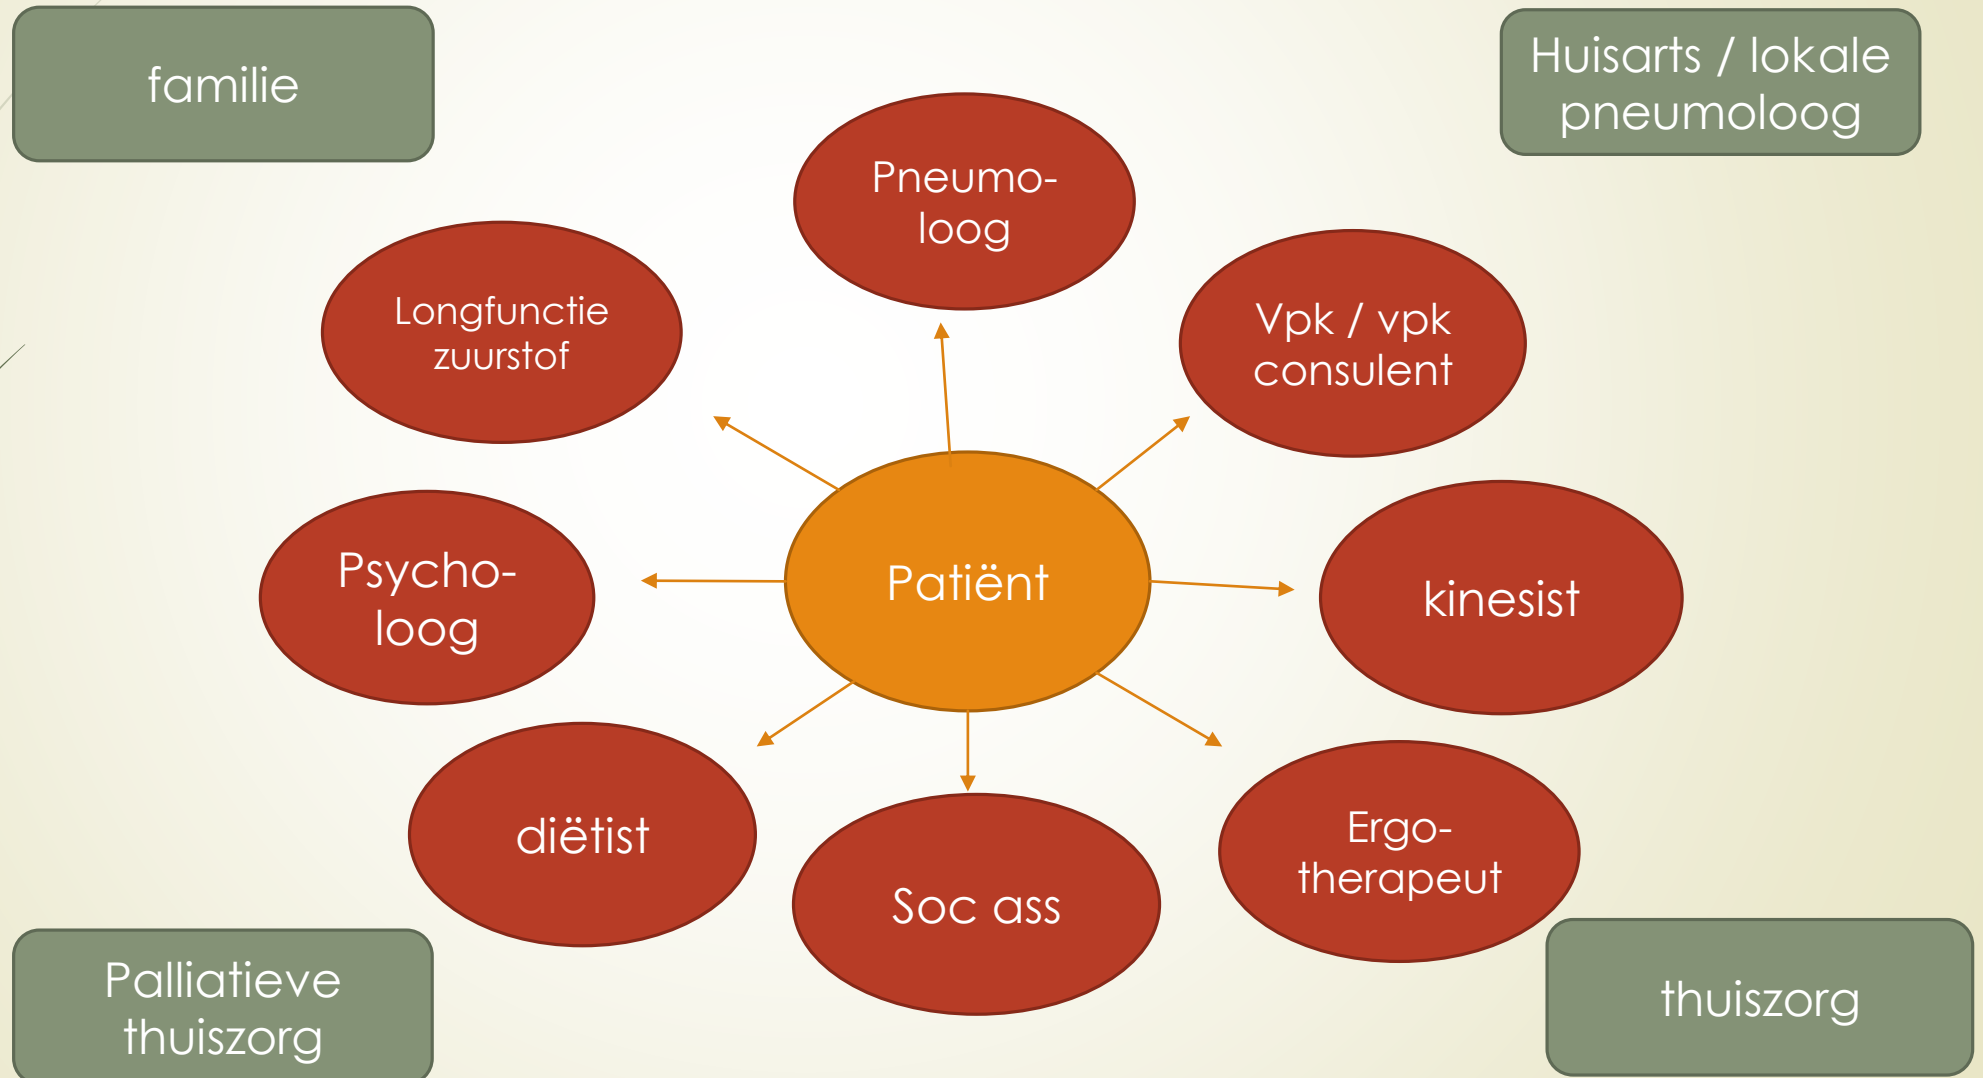 familie
Huisarts / lokale
pneumoloog
Pneumo-
loog
Longfunctie
zuurstof
Vpk / vpk
consulent
Psycho-
loog
Patiënt
kinesist
diëtist
Soc ass
Ergo-
therapeut
Palliatieve
thuiszorg
thuiszorg